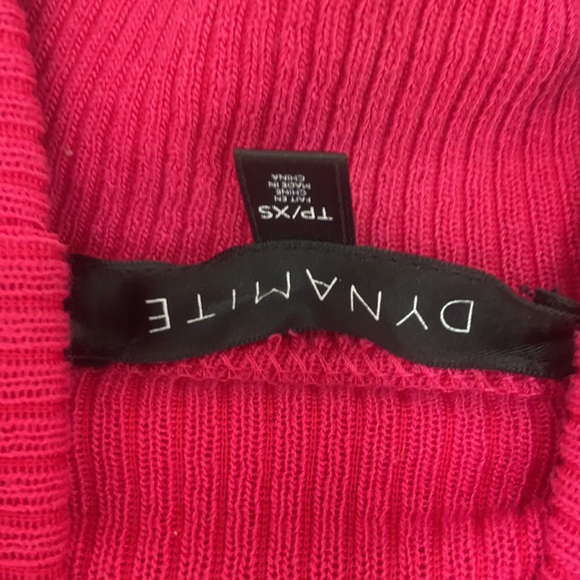 DYNAMITE
TP/XS
FAIT EN
CHINE
MADE IN
CHINA